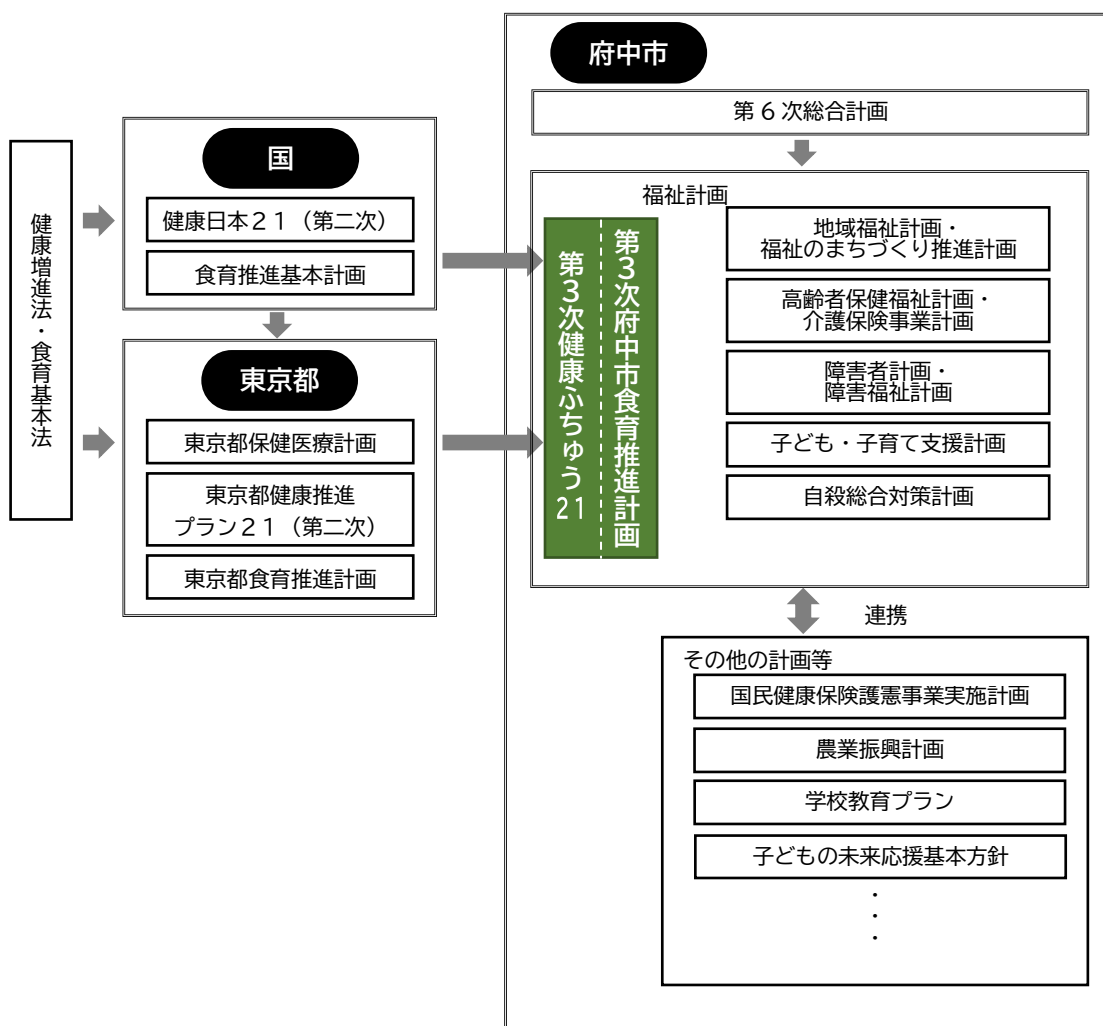 健康増進法・食育基本法
国
健康日本２１（第二次）
食育推進基本計画
東京都
東京都保健医療計画
東京都健康推進
プラン２１（第二次）
東京都食育推進計画
府中市
第６次総合計画
福祉計画
第３次府中市食育推進計画
第３次健康ふちゅう21
地域福祉計画・
福祉のまちづくり推進計画
高齢者保健福祉計画・
介護保険事業計画
障害者計画・
障害福祉計画
子ども・子育て支援計画
自殺総合対策計画
連携
その他の計画等
国民健康保険護憲事業実施計画
農業振興計画
学校教育プラン
子どもの未来応援基本方針
・
・
・